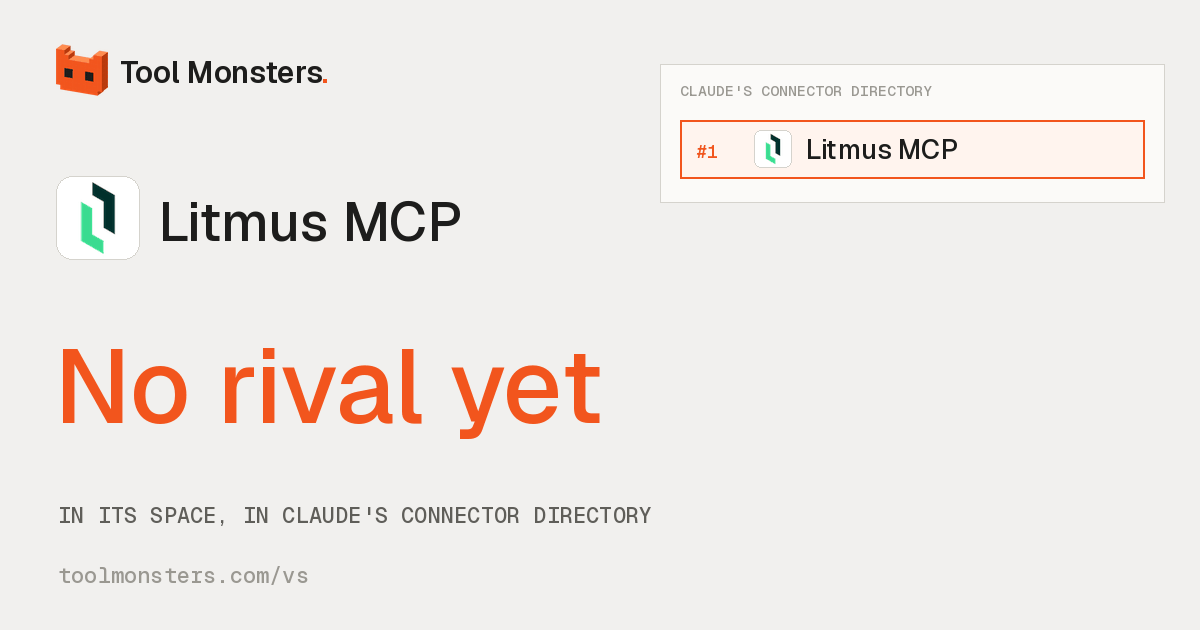 Tool Monsters.
Litmus MCP
No rival yet
IN ITS SPACE, IN CLAUDE'S CONNECTOR DIRECTORY
toolmonsters.com/vs
CLAUDE'S CONNECTOR DIRECTORY
#1 Litmus MCP